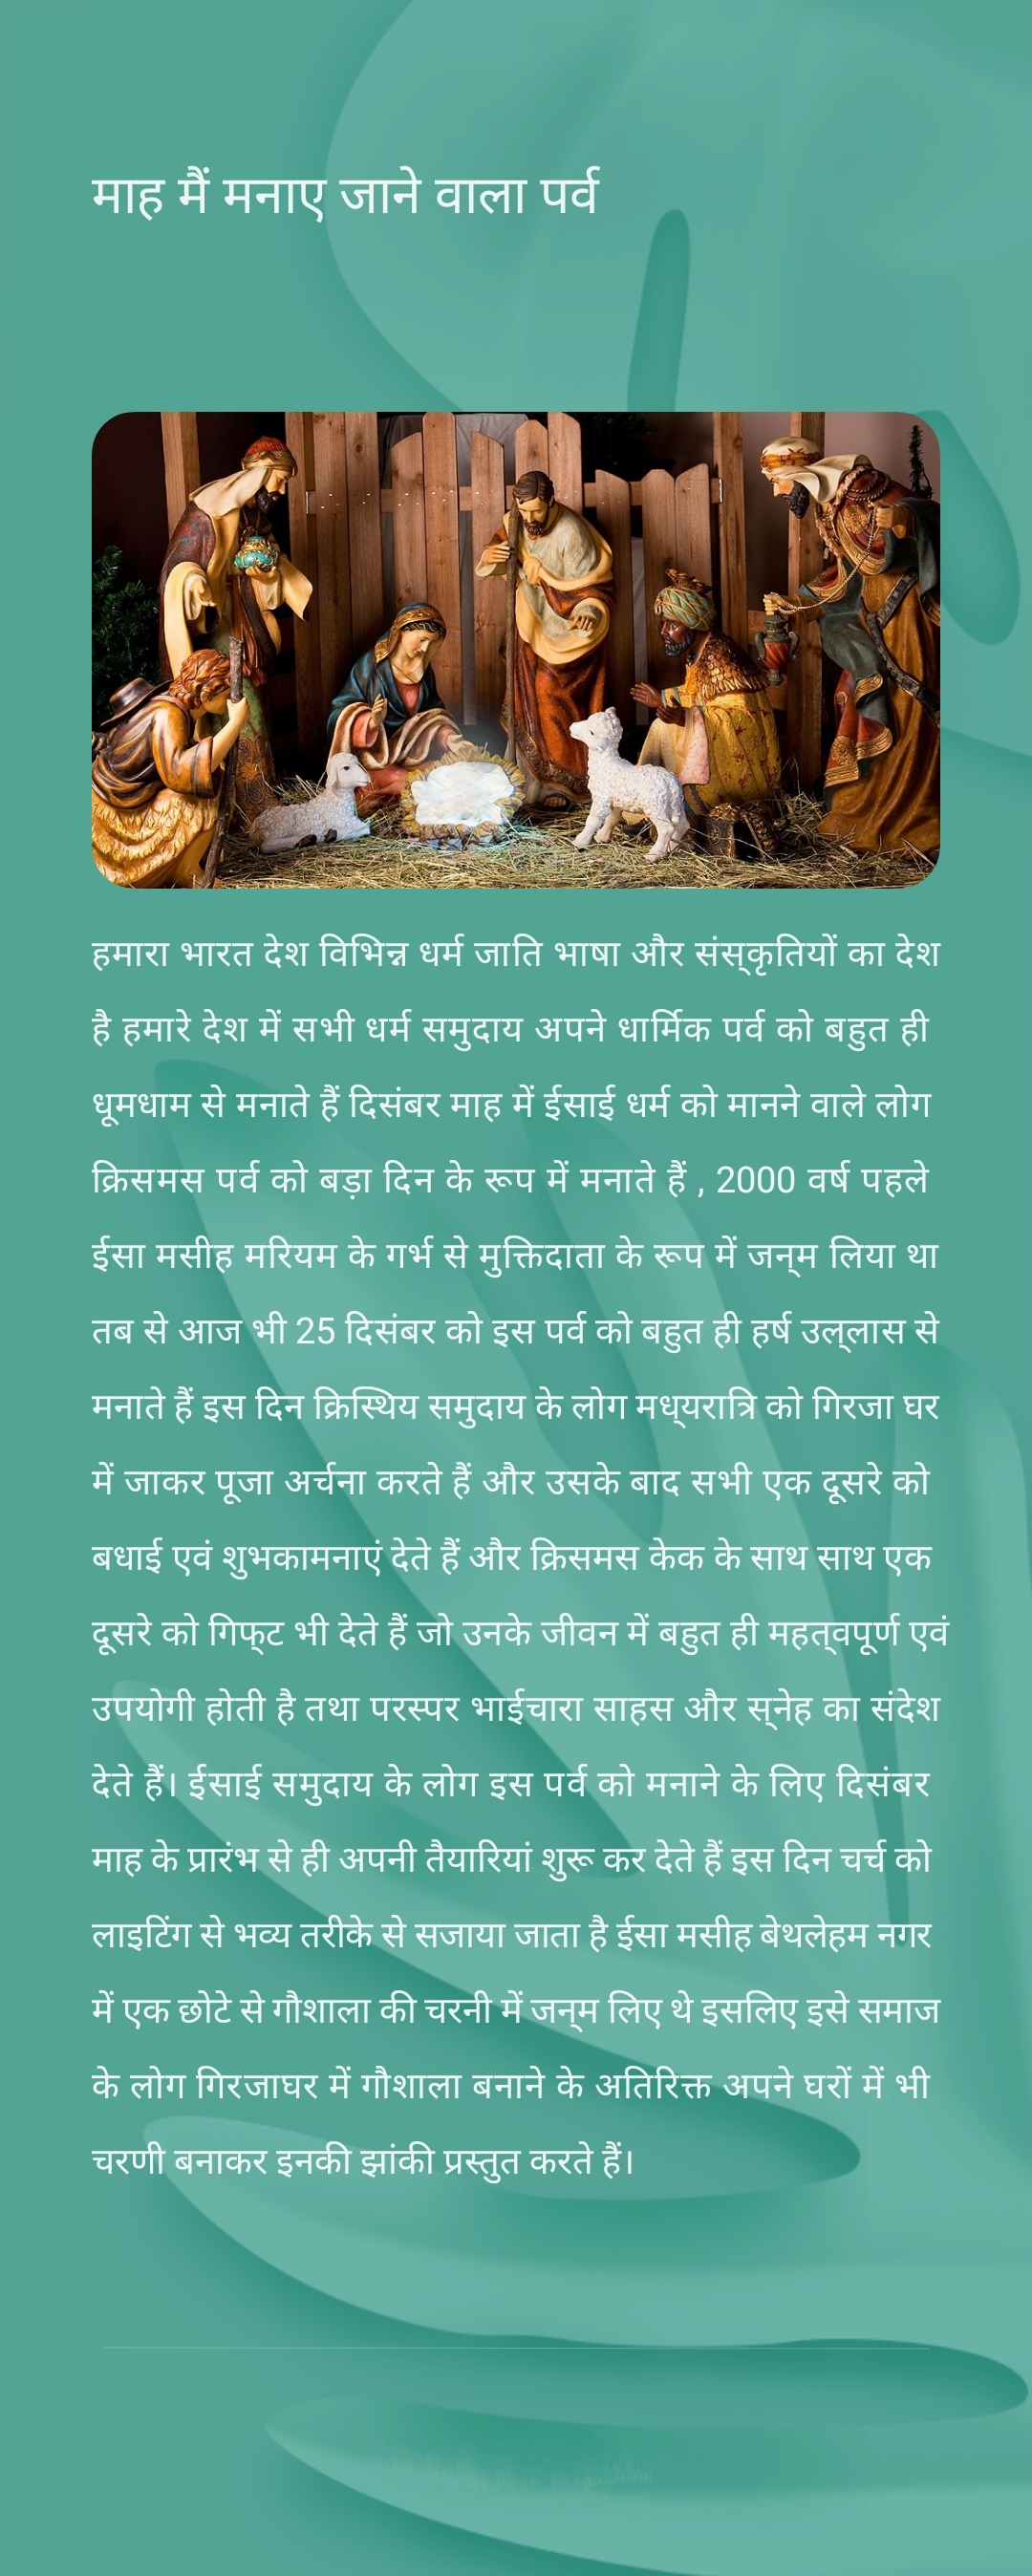 माह मैं मनाए जाने वाला पर्व
हमारा भारत देश विभिन्न धर्म जाति भाषा और संस्कृतियों का देश
है हमारे देश में सभी धर्म समुदाय अपने धार्मिक पर्व को बहुत ही
धूमधाम से मनाते हैं दिसंबर माह में ईसाई धर्म को मानने वाले लोग
क्रिसमस पर्व को बड़ा दिन के रूप में मनाते हैं , 2000 वर्ष पहले
ईसा मसीह मरियम के गर्भ से मुक्तिदाता के रूप में जन्म लिया था
तब से आज भी 25 दिसंबर को इस पर्व को बहुत ही हर्ष उल्लास से
मनाते हैं इस दिन क्रिस्थिय समुदाय के लोग मध्यरात्रि को गिरजा घर
में जाकर पूजा अर्चना करते हैं और उसके बाद सभी एक दूसरे को
बधाई एवं शुभकामनाएं देते हैं और क्रिसमस केक के साथ साथ एक
दूसरे को गिफ्ट भी देते हैं जो उनके जीवन में बहुत ही महत्वपूर्ण एवं
उपयोगी होती है तथा परस्पर भाईचारा साहस और स्नेह का संदेश
देते हैं। ईसाई समुदाय के लोग इस पर्व को मनाने के लिए दिसंबर
माह के प्रारंभ से ही अपनी तैयारियां शुरू कर देते हैं इस दिन चर्च को
लाइटिंग से भव्य तरीके से सजाया जाता है ईसा मसीह बेथलेहम नगर
में एक छोटे से गौशाला की चरनी में जन्म लिए थे इसलिए इसे समाज
के लोग गिरजाघर में गौशाला बनाने के अतिरिक्त अपने घरों में भी
चरणी बनाकर इनकी झांकी प्रस्तुत करते हैं।